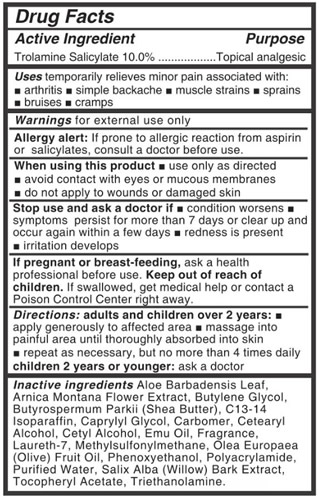 Drug Facts
Active Ingredient Purpose
Trolamine Salicylate 10.0% ..................Topical analgesic
Uses temporarily relieves minor pain associated with:
■ arthritis ■ simple backache ■ muscle strains ■ sprains
■ bruises ■ cramps
Warnings for external use only
Allergy alert: If prone to allergic reaction from aspirin
or salicylates, consult a doctor before use.
When using this product ■ use only as directed
■ avoid contact with eyes or mucous membranes
■ do not apply to wounds or damaged skin
Stop use and ask a doctor if ■ condition worsens ■
symptoms persist for more than 7 days or clear up and
occur again within a few days ■ redness is present
■ irritation develops
If pregnant or breast-feeding, ask a health
professional before use. Keep out of reach of
children. If swallowed, get medical help or contact a
Poison Control Center right away.
Directions: adults and children over 2 years: ■
apply generously to affected area ■ massage into
painful area until thoroughly absorbed into skin
■ repeat as necessary, but no more than 4 times daily
children 2 years or younger: ask a doctor
Inactive ingredients Aloe Barbadensis Leaf,
Arnica Montana Flower Extract, Butylene Glycol,
Butyrospermum Parkii (Shea Butter), C13-14
Isoparaffin, Caprylyl Glycol, Carbomer, Cetearyl
Alcohol, Cetyl Alcohol, Emu Oil, Fragrance,
Laureth-7, Methylsulfonylmethane, Olea Europaea
(Olive) Fruit Oil, Phenoxyethanol, Polyacrylamide,
Purified Water, Salix Alba (Willow) Bark Extract,
Tocopheryl Acetate, Triethanolamine.